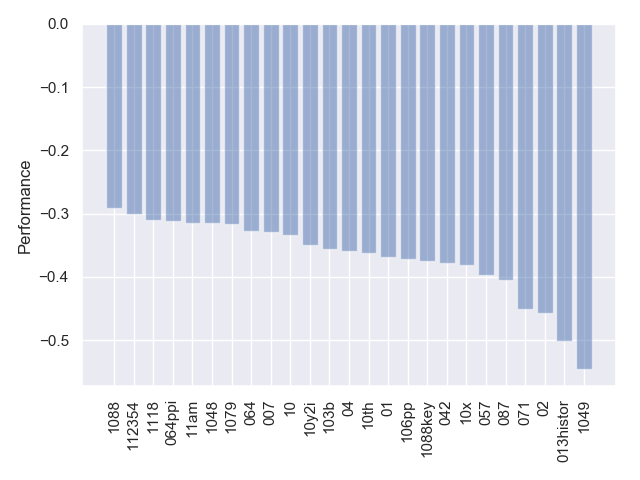 0.0
−0.1
−0.2
−0.3
−0.4
−0.5
Performance
1088
112354
1118
064ppi
11am
1048
1079
064
007
10
10y2i
103b
04
10th
01
106pp
1088key
042
10x
057
087
071
02
013histor
1049